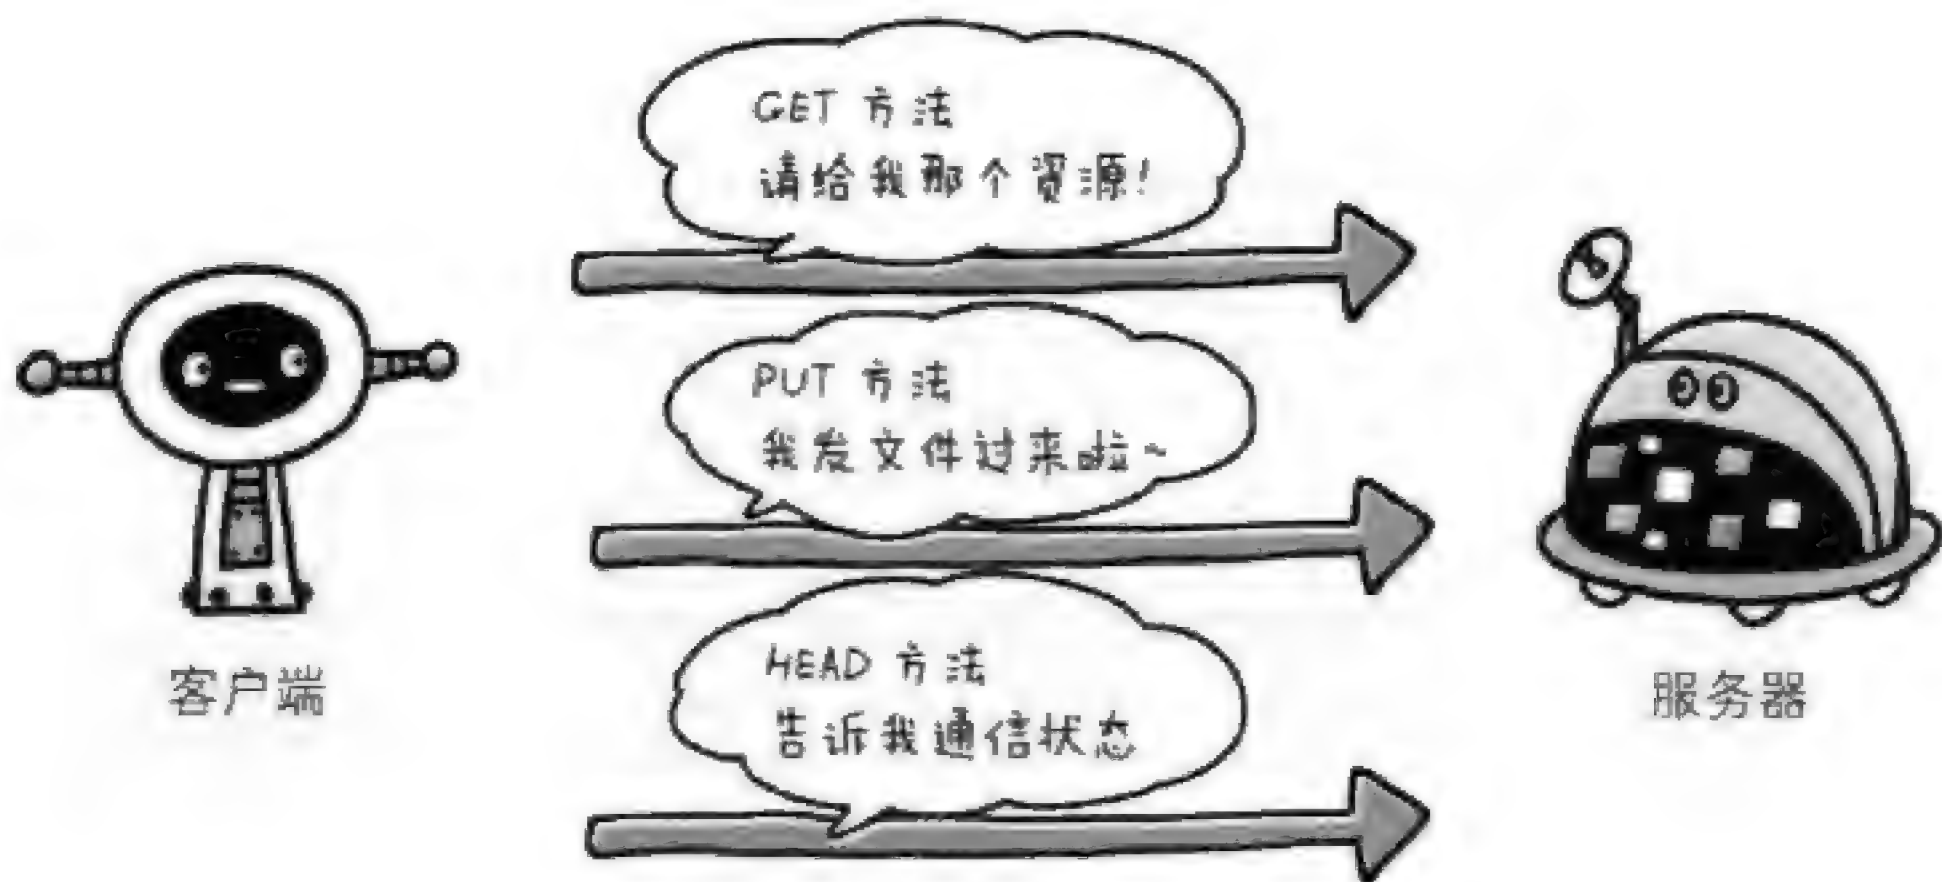 GET 方法
请给我那个资源!
PUT 方法
我发文件过来啦~
HEAD 方法
告诉我通信状态
客户端
服务器